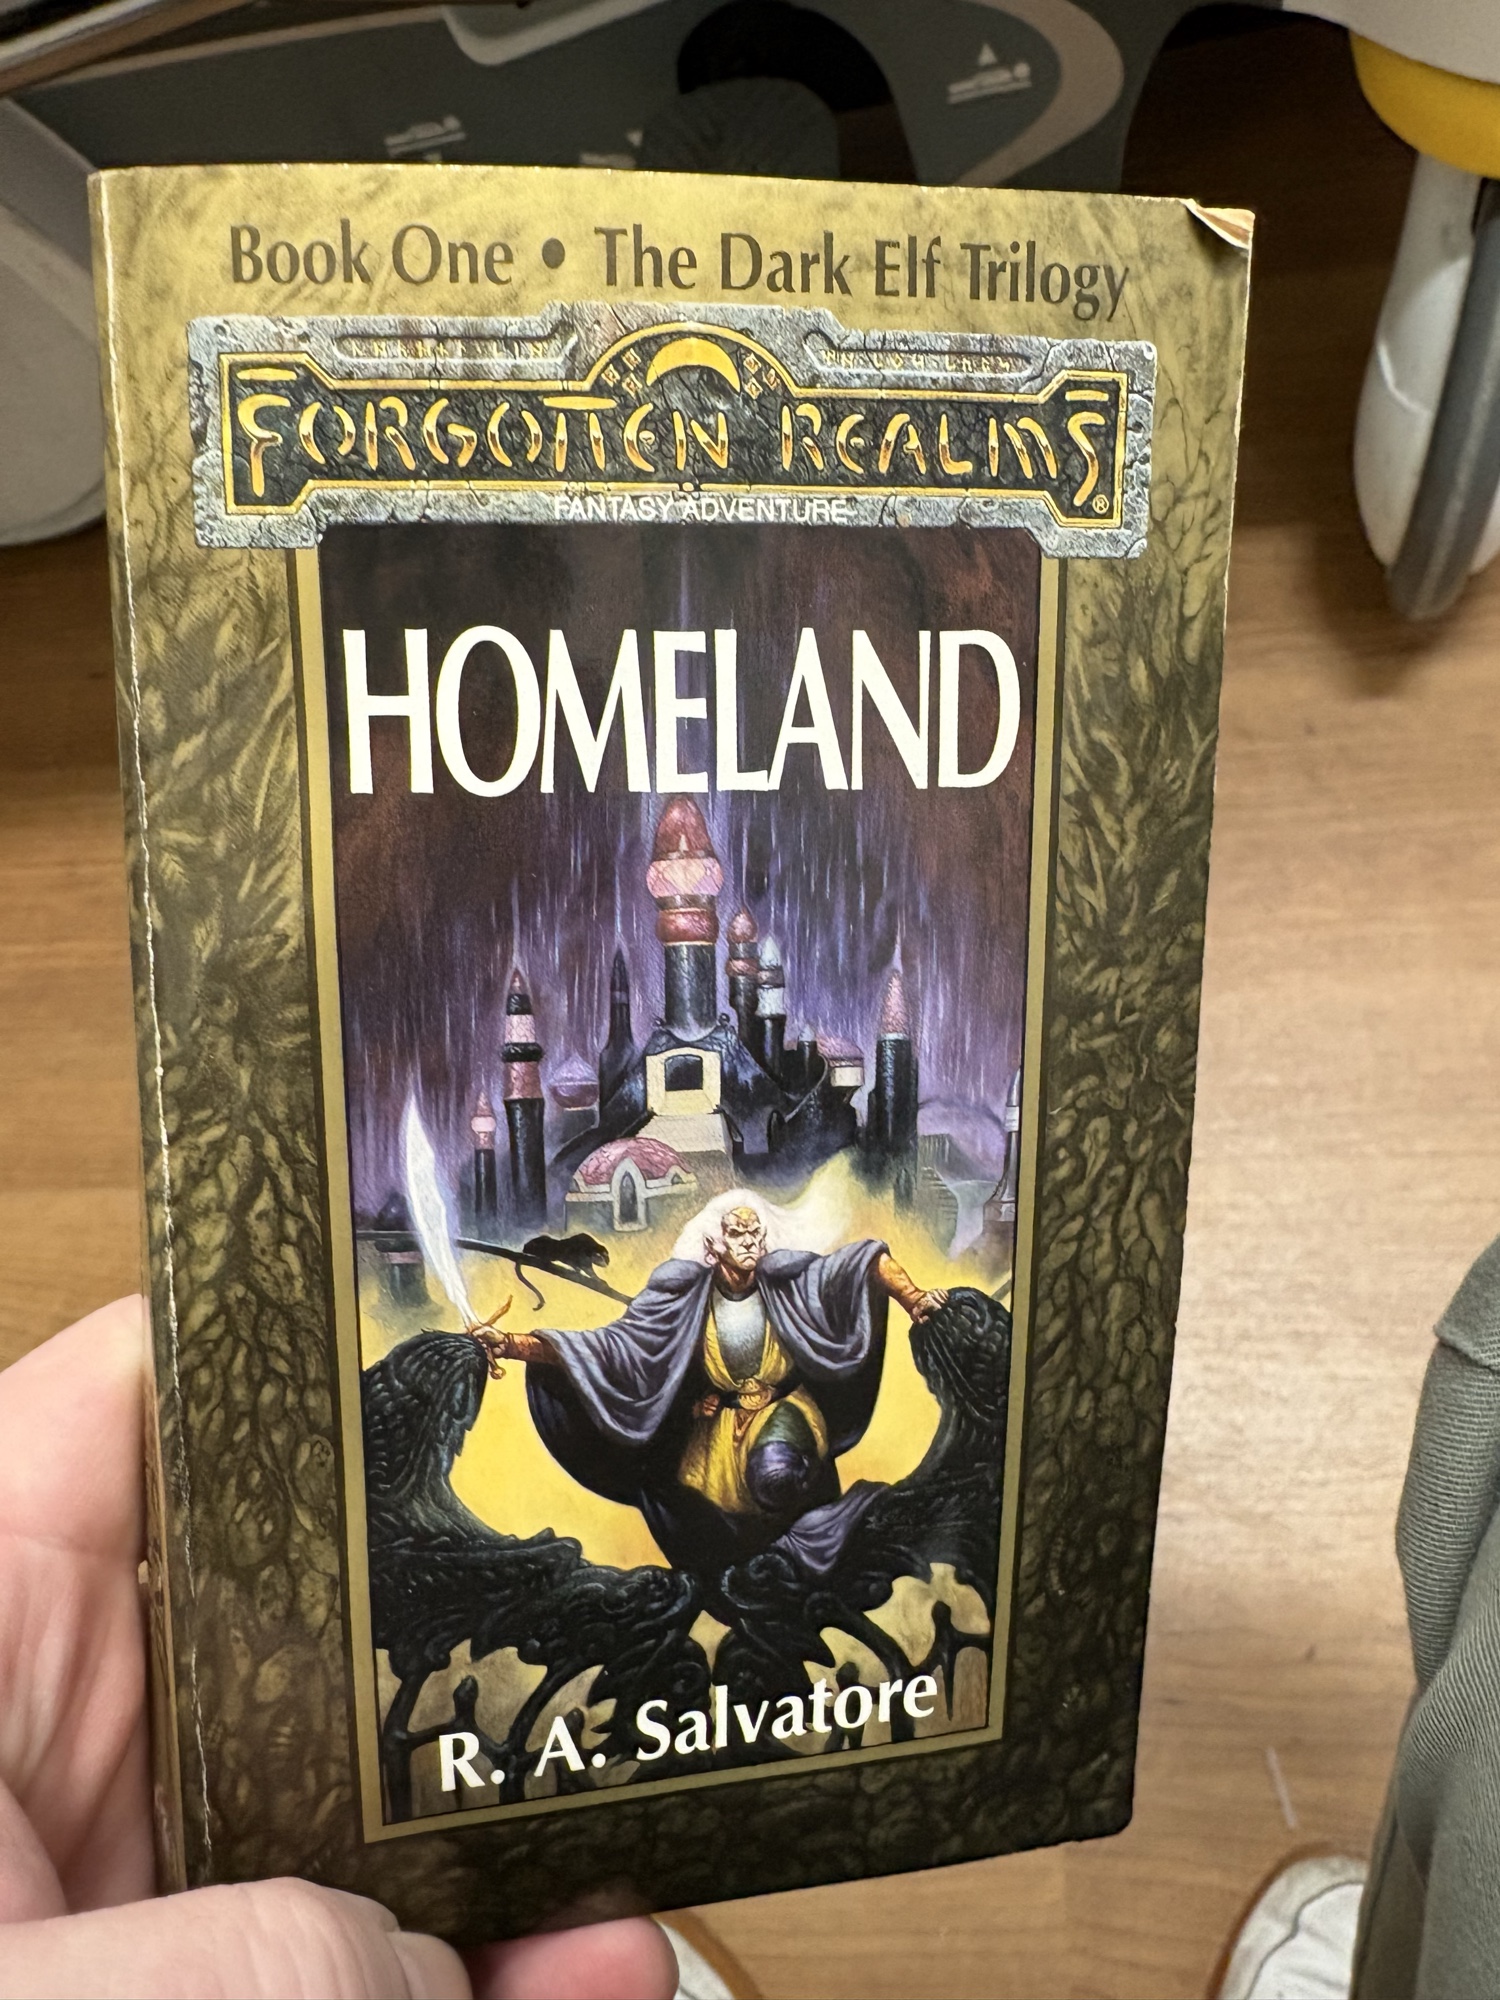 Book One • The Dark Elf Trilogy
FORGOTTEN REALMS®
FANTASY ADVENTURE
HOMELAND
R. A. Salvatore